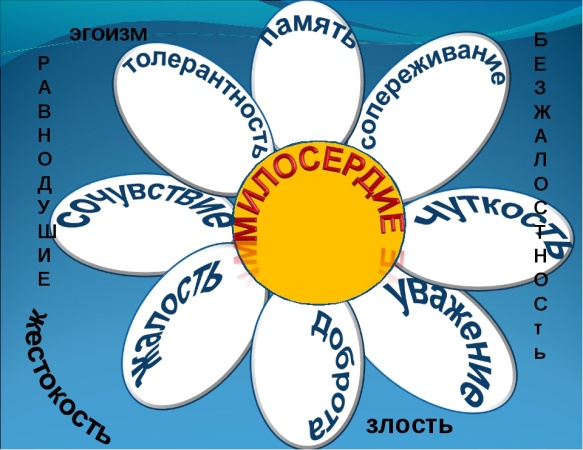 эгоизм
память
толерантность
сопереживание
РАВНОДУШИЕ
БЕЗЖАЛОСТНОСТЬ
МИЛОСЕРДИЕ
Сочувствие
Чуткость
Жалость
Уважение
Доброта
жестокость
злость